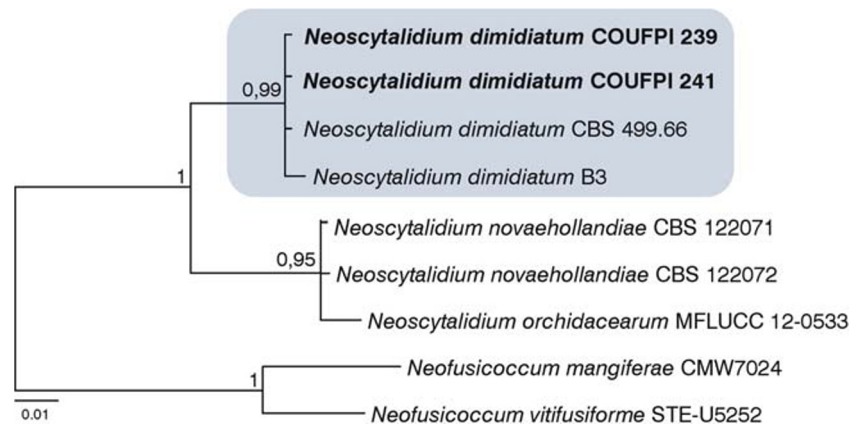 Neoscytalidium dimidiatum COUFPI 239
Neoscytalidium dimidiatum COUFPI 241
0,99
Neoscytalidium dimidiatum CBS 499.66
Neoscytalidium dimidiatum B3
1
Neoscytalidium novaehollandiae CBS 122071
0,95
Neoscytalidium novaehollandiae CBS 122072
Neoscytalidium orchidacearum MFLUCC 12-0533
Neofusicoccum mangiferae CMW7024
1
Neofusicoccum vitifusiforme STE-U5252
0.01